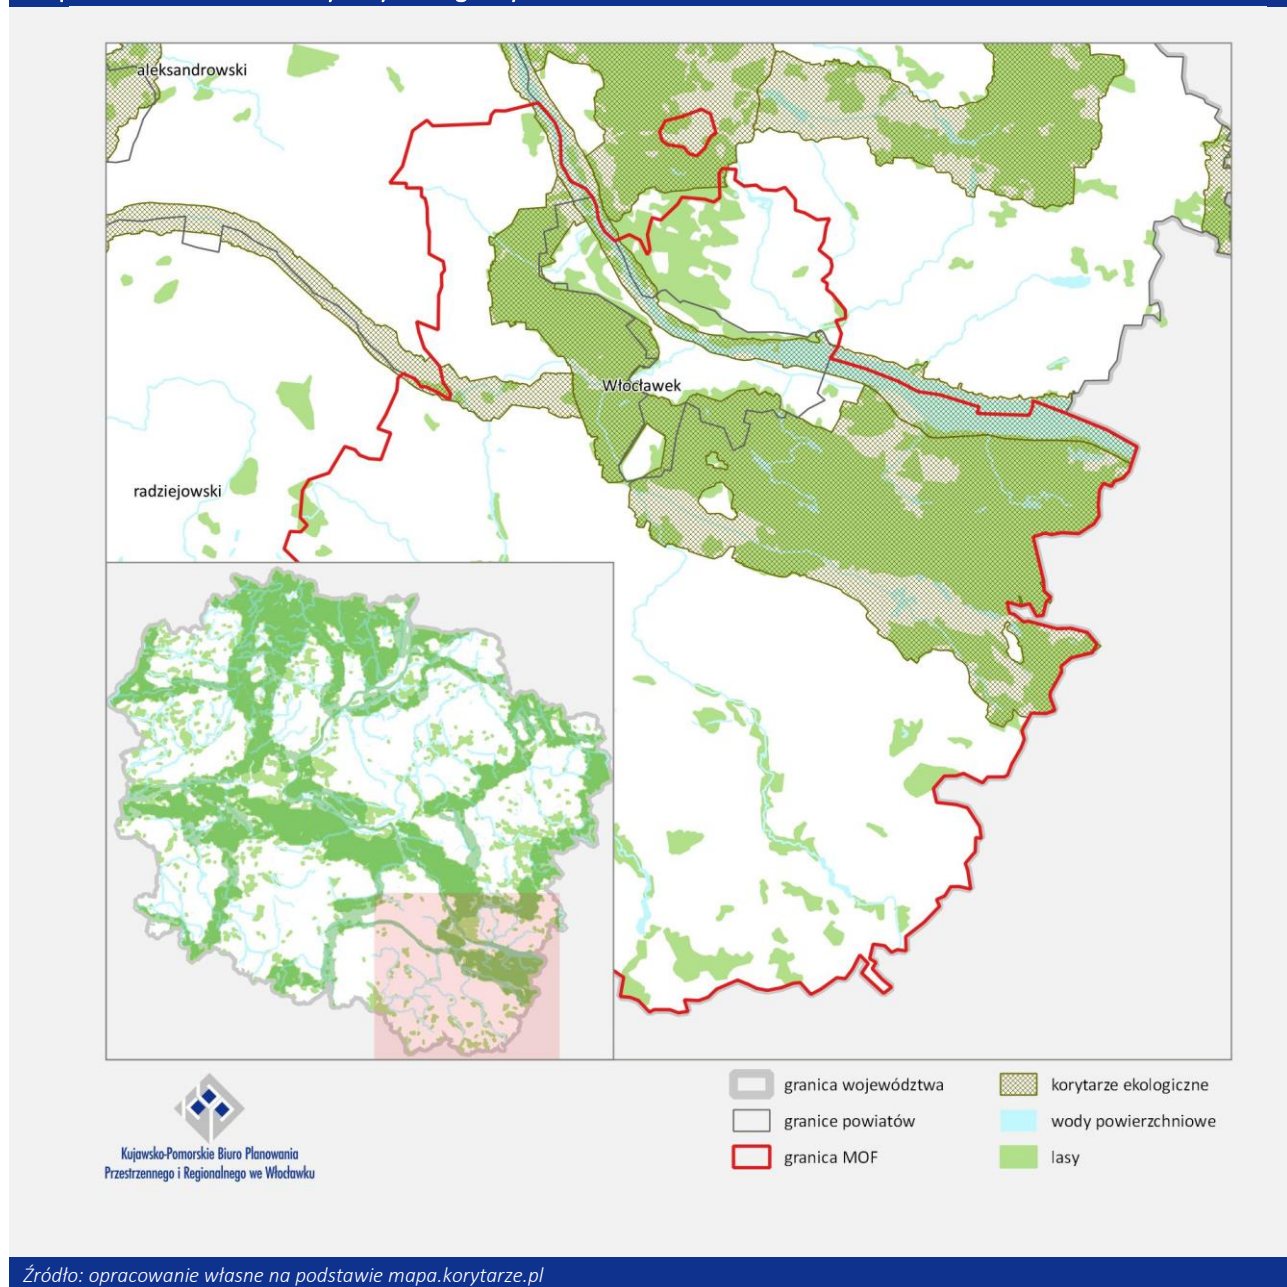 aleksandrowski
Włocławek
radziejowski
granica województwa
granice powiatów
granica MOF
korytarze ekologiczne
wody powierzchniowe
lasy
Kujawsko-Pomorskie Biuro Planowania
Przestrzennego i Regionalnego we Włocławku
Źródło: opracowanie własne na podstawie mapa.korytarze.pl